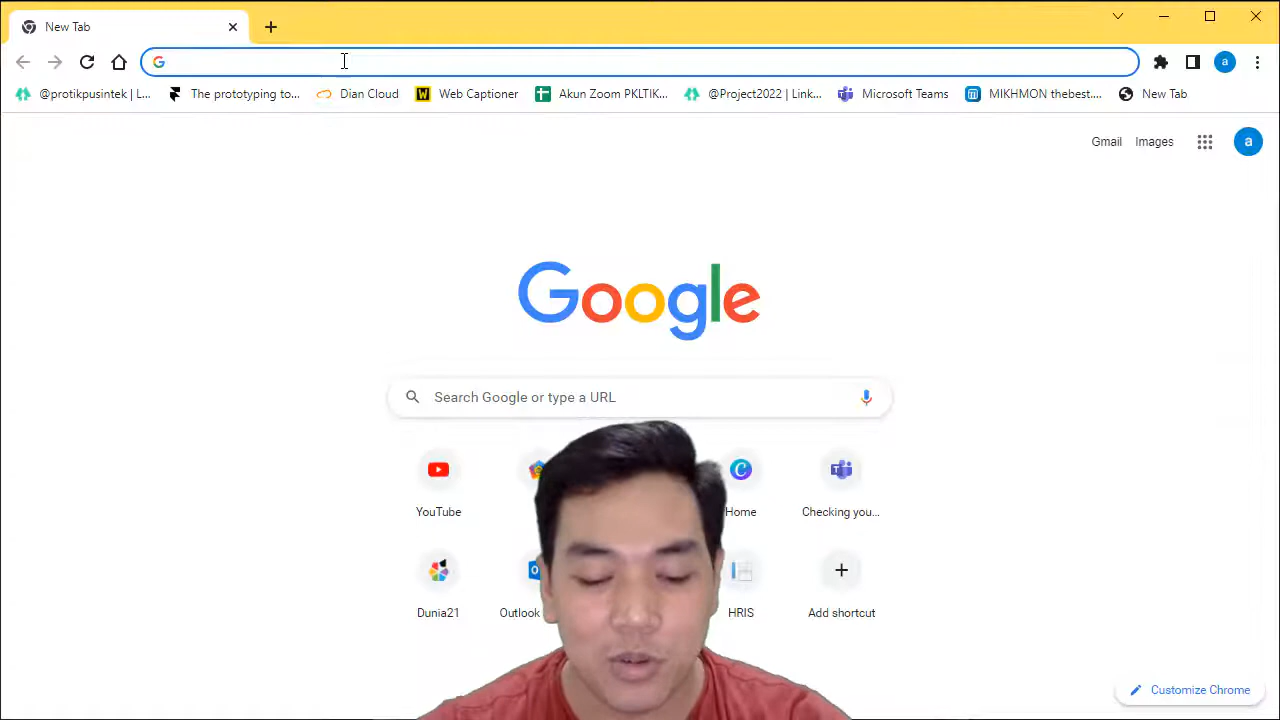 New Tab
@protikpusintek | L...
The prototyping to...
Dian Cloud
Web Captioner
Akun Zoom PKLTIK...
@Project2022 | Link...
Microsoft Teams
MIKHMON thebest....
New Tab
a
Gmail
Images
a
Google
Search Google or type a URL
YouTube
Home
Checking you...
Dunia21
Outlook
HRIS
Add shortcut
Customize Chrome